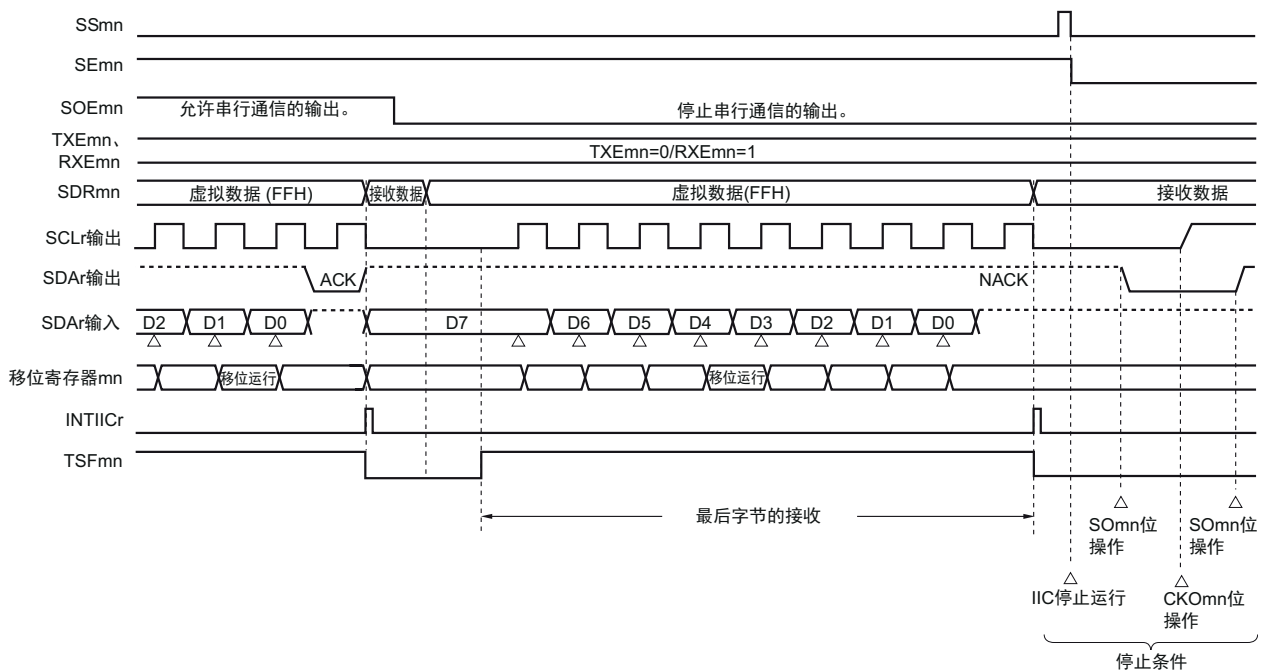 SSmn
SEmn
SOEmn
允许串行通信的输出。
停止串行通信的输出。
TXEmn、
RXEmn
TXEmn=0/RXEmn=1
SDRmn
虚拟数据 (FFH)
接收数据
虚拟数据(FFH)
接收数据
SCLr输出
SDAr输出
ACK
NACK
SDAr输入
D2 D1 D0 D7 D6 D5 D4 D3 D2 D1 D0
移位寄存器mn
移位运行
移位运行
INTIICr
TSFmn
最后字节的接收
SOmn位
操作
SOmn位
操作
IIC停止运行
CKOmn位
操作
停止条件